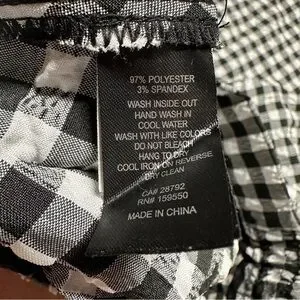 97% POLYESTER
3% SPANDEX
WASH INSIDE OUT
HAND WASH IN
COOL WATER
WASH WITH LIKE COLORS
DO NOT BLEACH
HANG TO DRY
COOL IRON ON REVERSE
DRY CLEAN
CA# 28792
RN# 159550
MADE IN CHINA